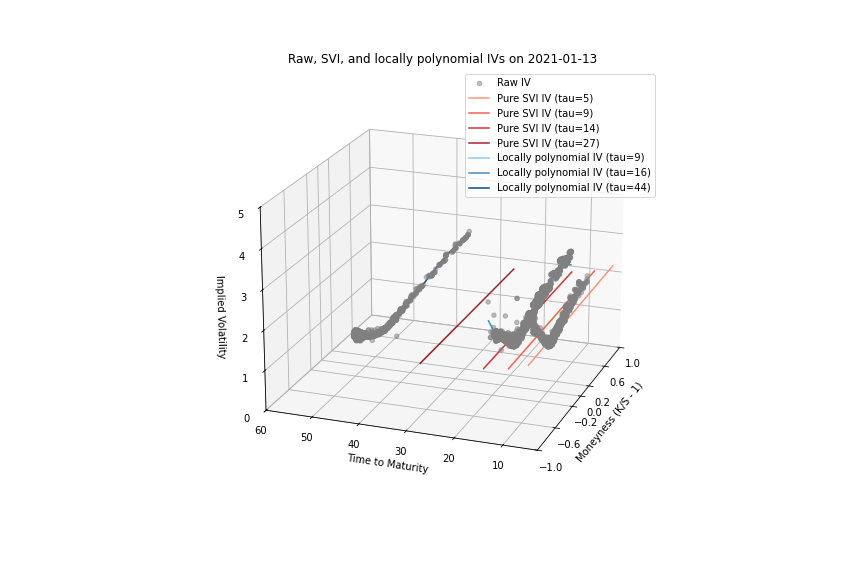 Raw, SVI, and locally polynomial IVs on 2021-01-13
Raw IV
Pure SVI IV (tau=5)
Pure SVI IV (tau=9)
Pure SVI IV (tau=14)
Pure SVI IV (tau=27)
Locally polynomial IV (tau=9)
Locally polynomial IV (tau=16)
Locally polynomial IV (tau=44)
5
4
3
2
1
0
Implied Volatility
60
50
40
30
20
10
Time to Maturity
1.0
0.6
0.2
0.0
−0.2
−0.6
−1.0
Moneyness (K/S - 1)